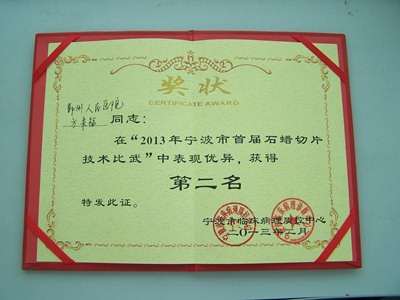 奖状
CERTIFICATE AWARD
鄞州人民医院
同志：
在“2013年宁波市首届石蜡切片
技术比武”中表现优异，获得
第二名
特发此证。
宁波市临床病理质控中心
二〇一三年二月